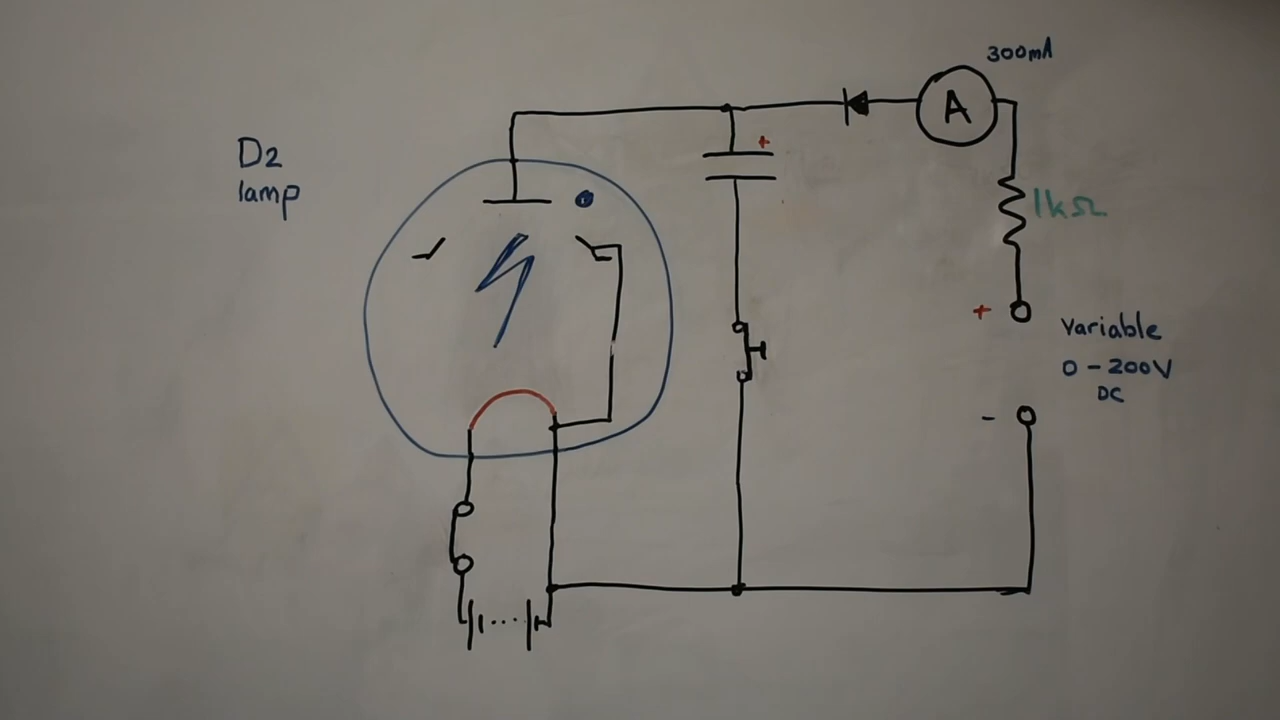 300mA
D2
lamp
+
A
1kΩ
+
Variable
0-200V
DC
-